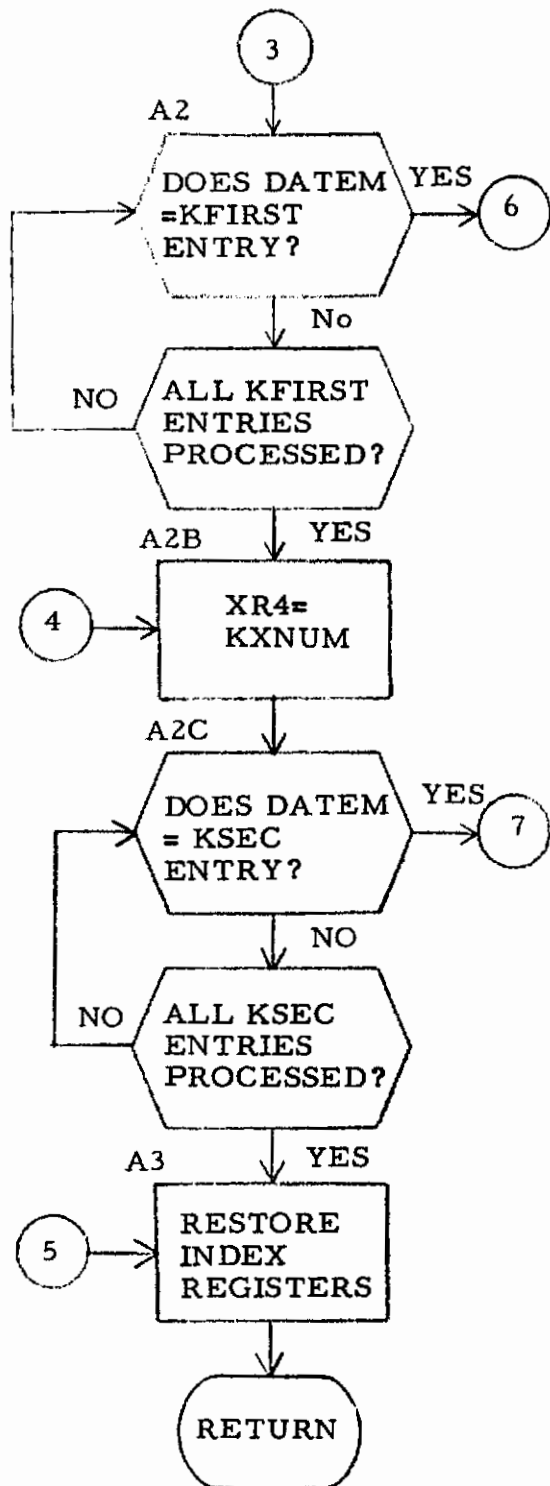 3
A2
DOES DATEM
=KFIRST
ENTRY?
YES
6
No
ALL KFIRST
ENTRIES
PROCESSED?
NO
YES
A2B
4
XR4=
KXNUM
A2C
DOES DATEM
= KSEC
ENTRY?
YES
7
NO
ALL KSEC
ENTRIES
PROCESSED?
NO
YES
A3
5
RESTORE
INDEX
REGISTERS
RETURN